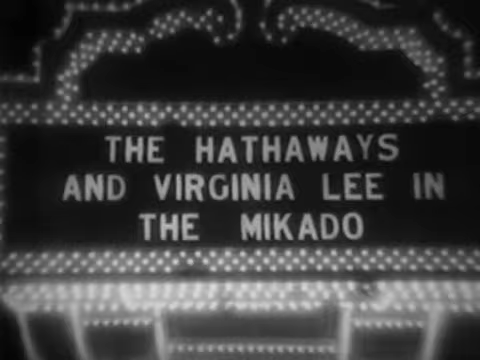 THE HATHAWAYS
AND VIRGINIA LEE IN
THE MIKADO